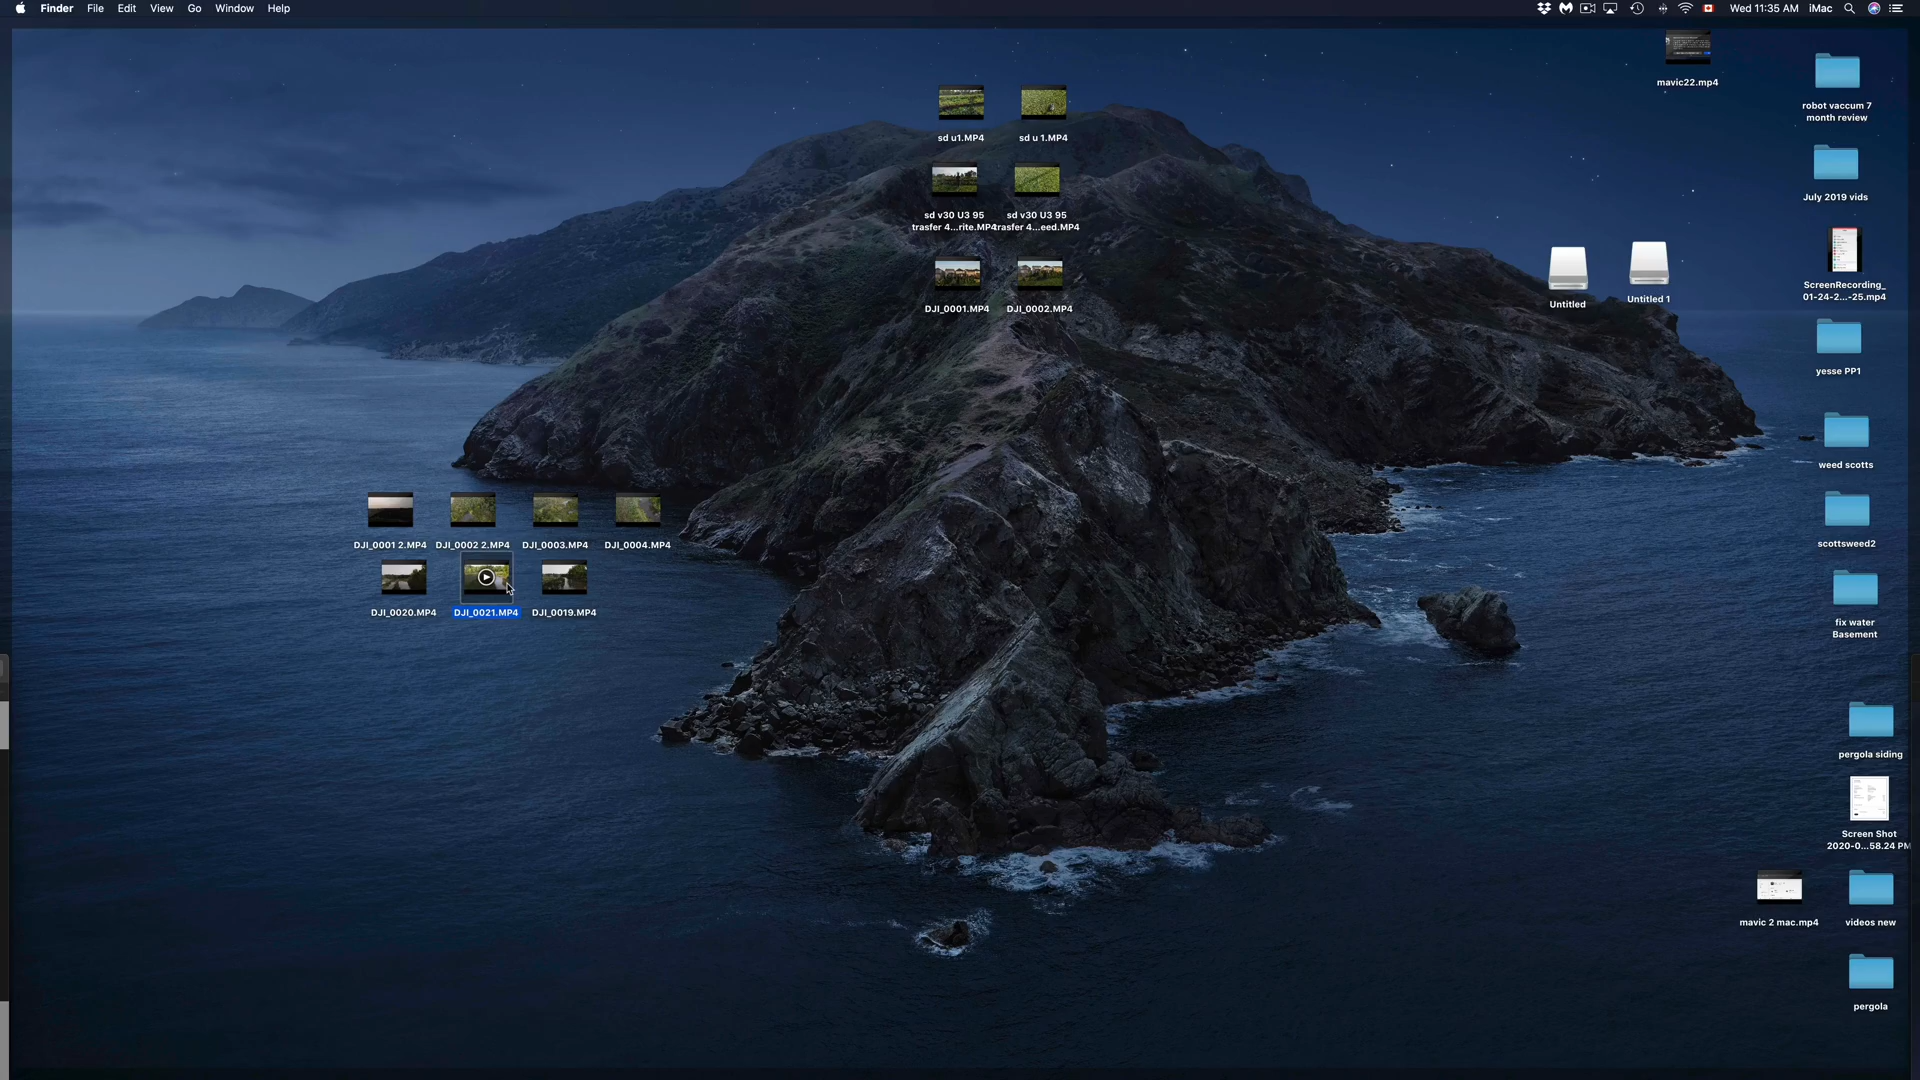 Finder File Edit View Go Window Help
Wed 11:35 AM iMac
mavic22.mp4
robot vaccum 7
month review
sd u1.MP4
sd u 1.MP4
July 2019 vids
sd v30 U3 95
trasfer 4...rite.MP4
sd v30 U3 95
trasfer 4...eed.MP4
Untitled
Untitled 1
ScreenRecording_
01-24-2...-25.mp4
DJI_0001.MP4
DJI_0002.MP4
yesse PP1
weed scotts
DJI_0001 2.MP4
DJI_0002 2.MP4
DJI_0003.MP4
DJI_0004.MP4
scottsweed2
DJI_0020.MP4
DJI_0021.MP4
DJI_0019.MP4
fix water
Basement
pergola siding
Screen Shot
2020-0...58.24 PM
mavic 2 mac.mp4
videos new
pergola